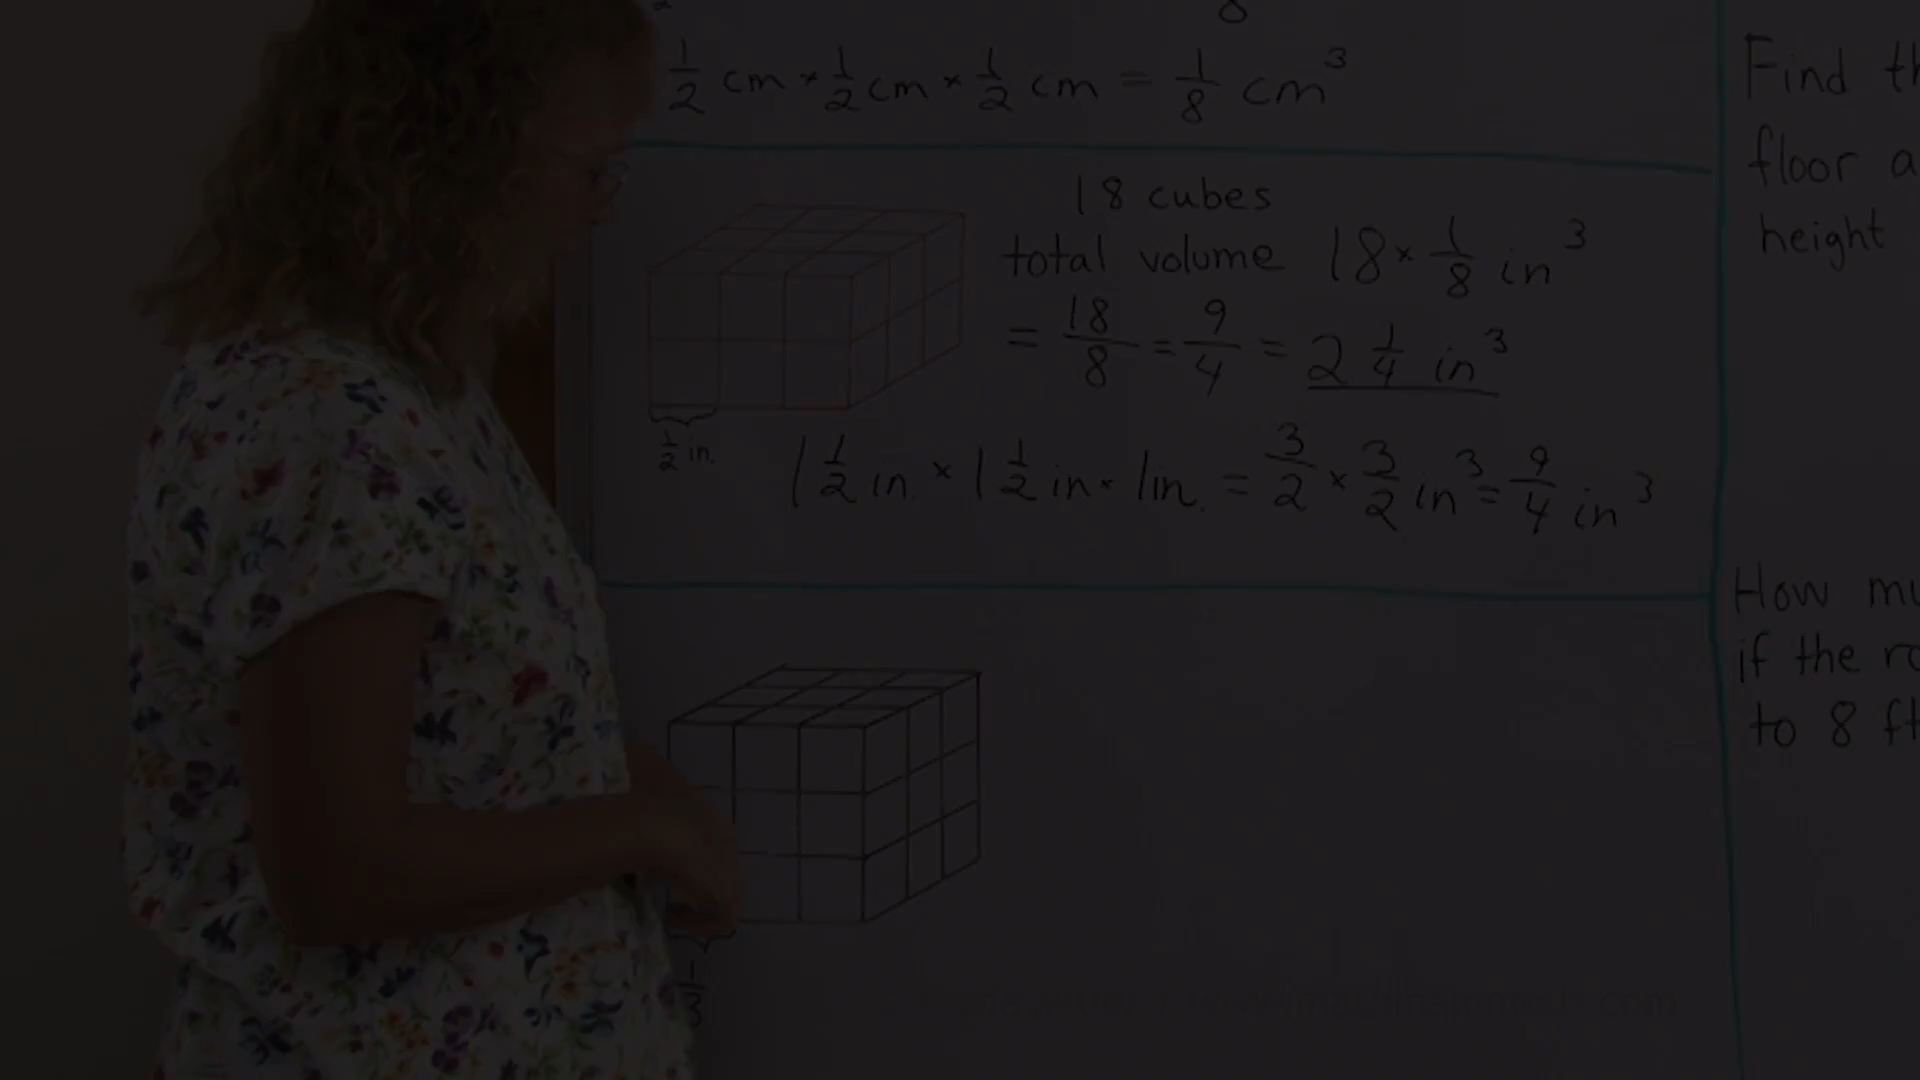 1/2 cm × 1/2 cm × 1/2 cm = 1/8 cm³
18 cubes
total volume 18 × 1/8 in³
= 18/8 = 9/4 = 2 1/4 in³
1/2 in.
1 1/2 in × 1 1/2 in × 1 in. = 3/2 × 3/2 in³ = 9/4 in³
1/3
Find
floor
height
How
if the
to 8